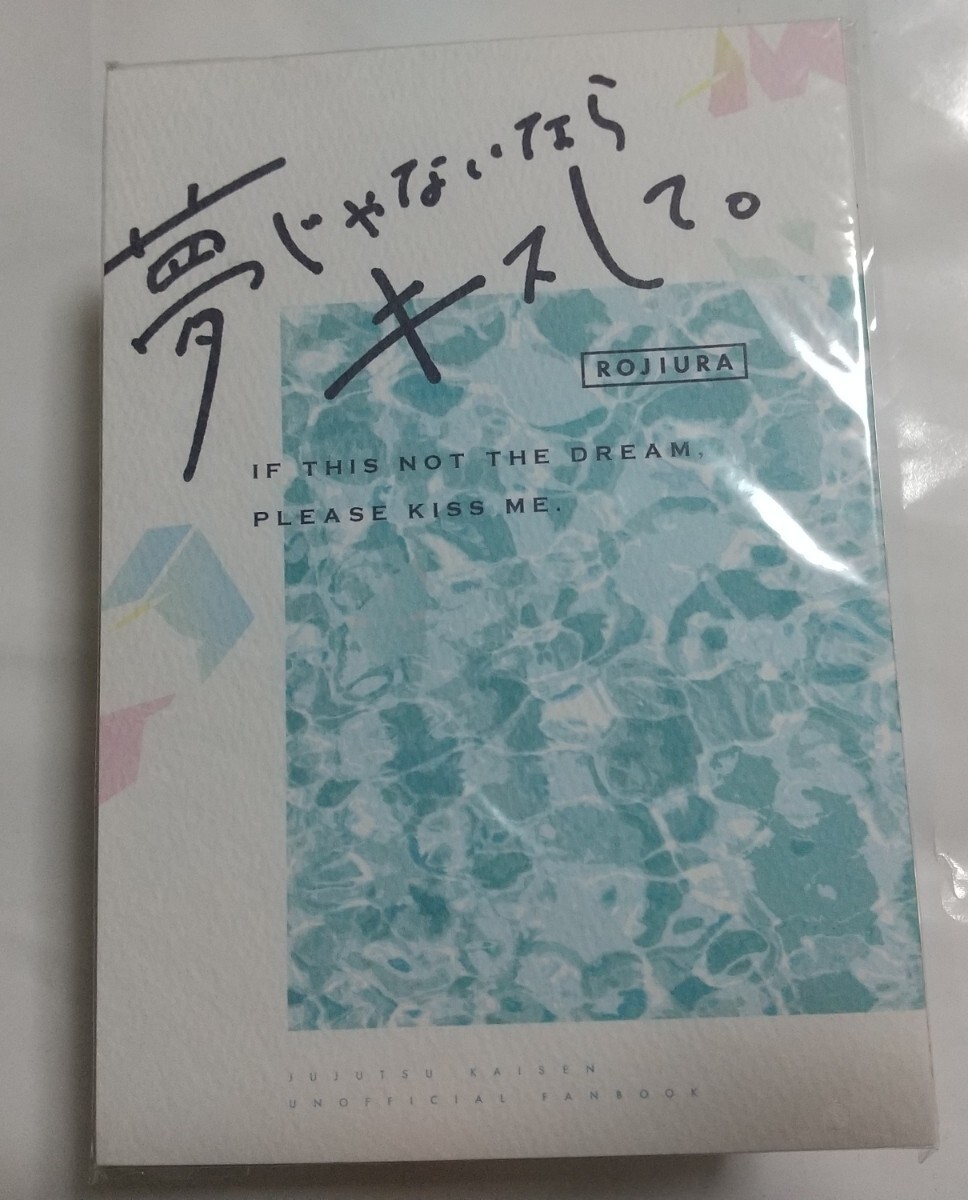 夢じゃないなら
キスして。
ROJIURA
IF THIS NOT THE DREAM,
PLEASE KISS ME.
JUJUTSU KAISEN
UNOFFICIAL FANBOOK